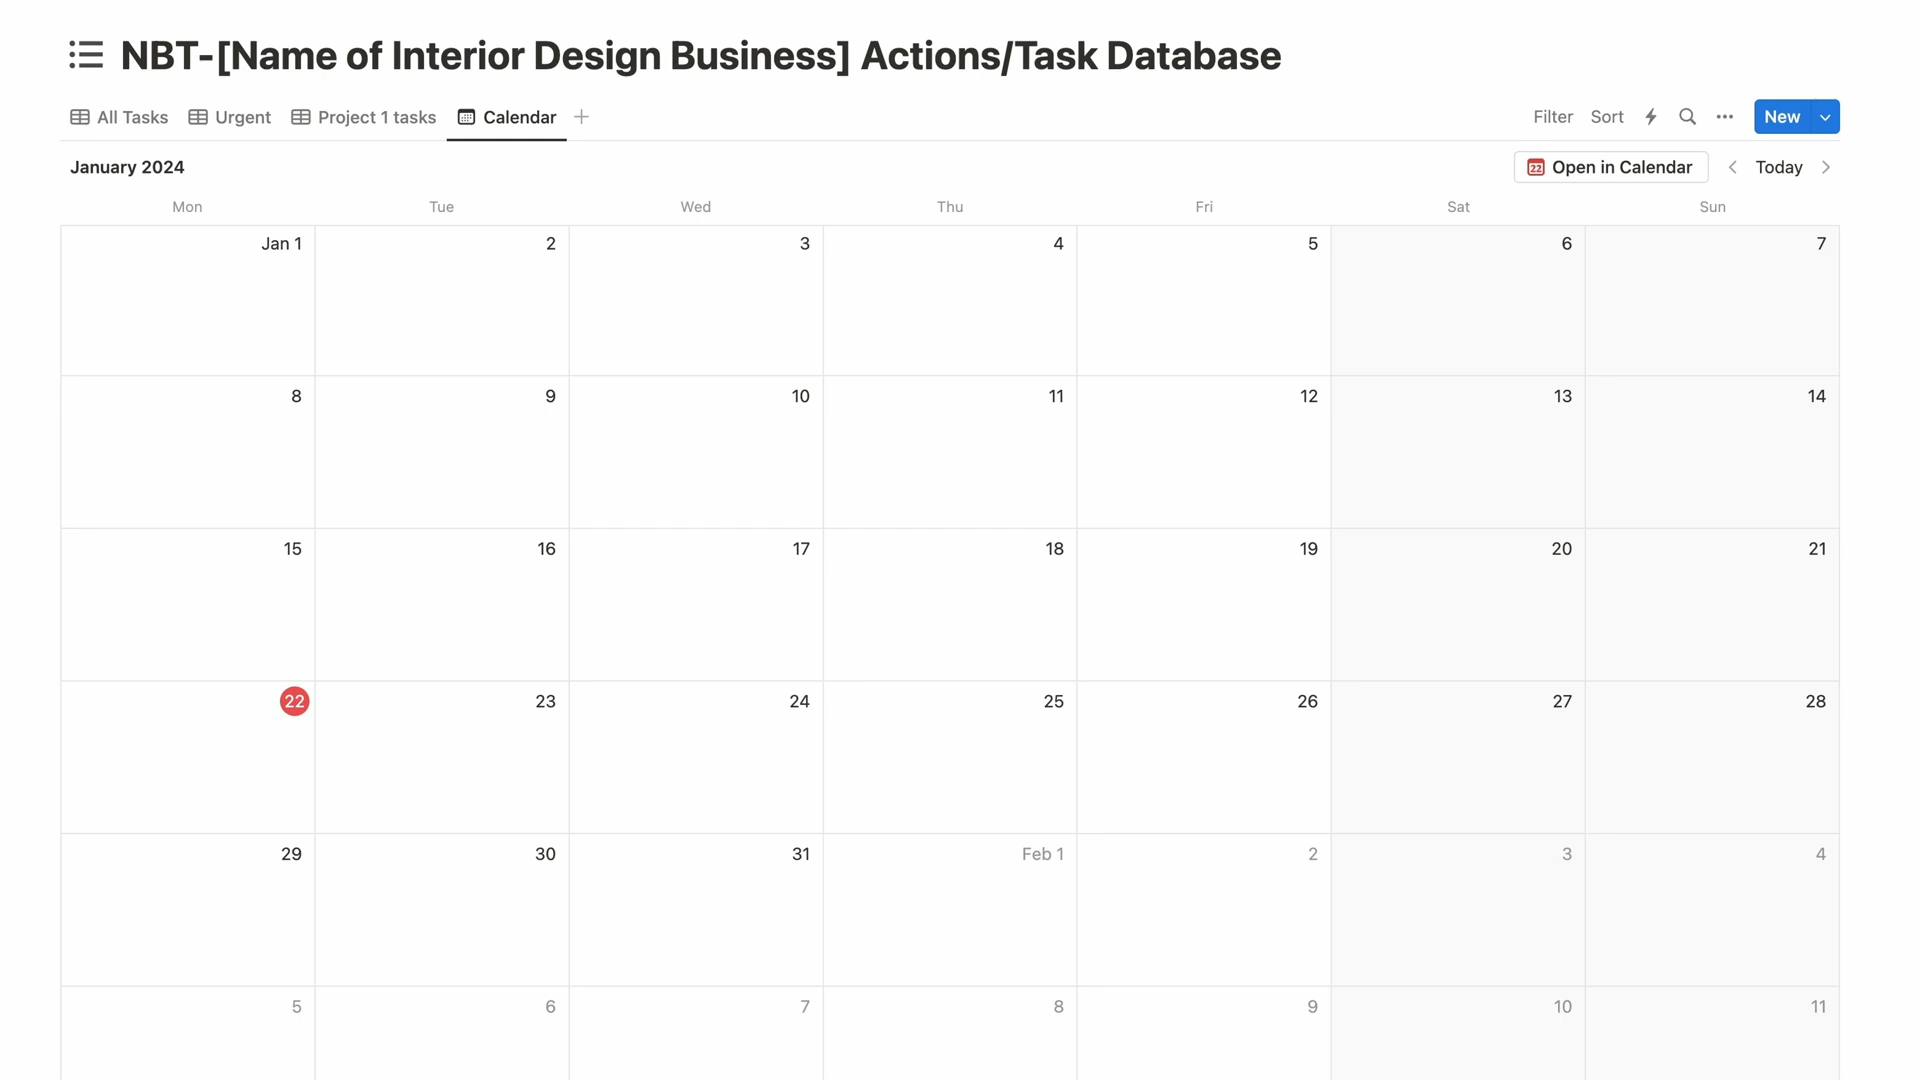 NBT-[Name of Interior Design Business] Actions/Task Database
All Tasks Urgent Project 1 tasks Calendar Filter Sort New
January 2024 22 Open in Calendar Today
Mon Tue Wed Thu Fri Sat Sun
Jan 1 2 3 4 5 6 7
8 9 10 11 12 13 14
15 16 17 18 19 20 21
22 23 24 25 26 27 28
29 30 31 Feb 1 2 3 4
5 6 7 8 9 10 11